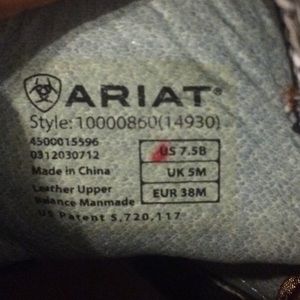 ARIAT®
Style: 10000860(14930)
4500015596
0312030712
Made in China
Leather Upper
Balance Manmade
US Patent 5,720,117
US 7.5B
UK 5M
EUR 38M